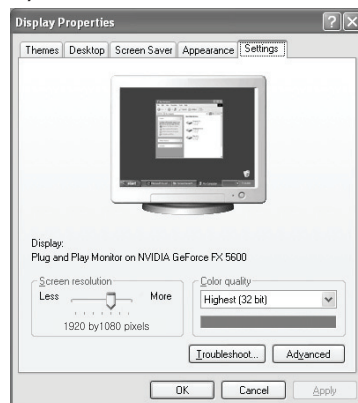 Display Properties
Themes Desktop Screen Saver Appearance Settings
Display:
Plug and Play Monitor on NVIDIA GeForce FX 5600
Screen resolution
Less More
1920 by1080 pixels
Color quality
Highest (32 bit)
Troubleshoot... Advanced
OK Cancel Apply